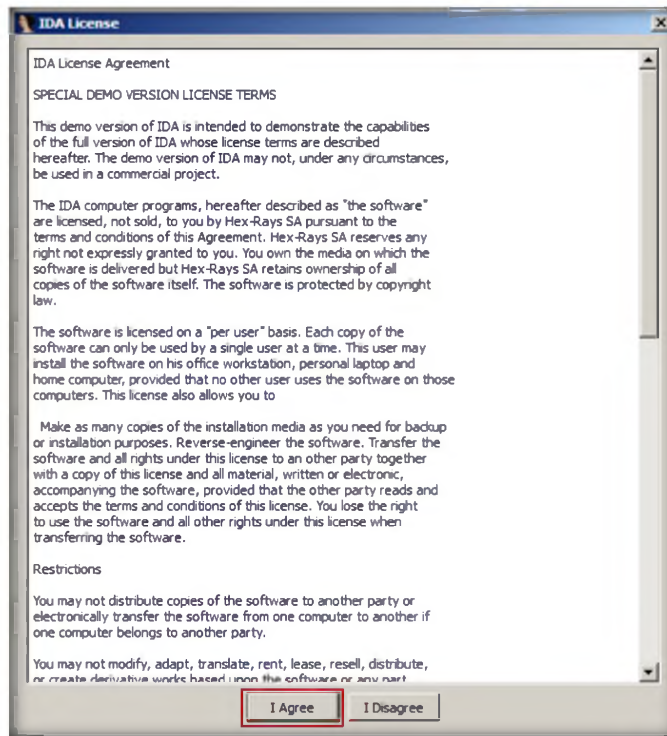 IDA License
IDA License Agreement
SPECIAL DEMO VERSION LICENSE TERMS
This demo version of IDA is intended to demonstrate the capabilities
of the full version of IDA whose license terms are described
hereafter. The demo version of IDA may not, under any circumstances,
be used in a commercial project.
The IDA computer programs, hereafter described as "the software"
are licensed, not sold, to you by Hex-Rays SA pursuant to the
terms and conditions of this Agreement. Hex-Rays SA reserves any
right not expressly granted to you. You own the media on which the
software is delivered but Hex-Rays SA retains ownership of all
copies of the software itself. The software is protected by copyright
law.
The software is licensed on a "per user" basis. Each copy of the
software can only be used by a single user at a time. This user may
install the software on his office workstation, personal laptop and
home computer, provided that no other user uses the software on those
computers. This license also allows you to
Make as many copies of the installation media as you need for backup
or installation purposes. Reverse-engineer the software. Transfer the
software and all rights under this license to an other party together
with a copy of this license and all material, written or electronic,
accompanying the software, provided that the other party reads and
accepts the terms and conditions of this license. You lose the right
to use the software and all other rights under this license when
transferring the software.
Restrictions
You may not distribute copies of the software to another party or
electronically transfer the software from one computer to another if
one computer belongs to another party.
You may not modify, adapt, translate, rent, lease, resell, distribute,
or create derivative works based upon the software or any part
I Agree
I Disagree